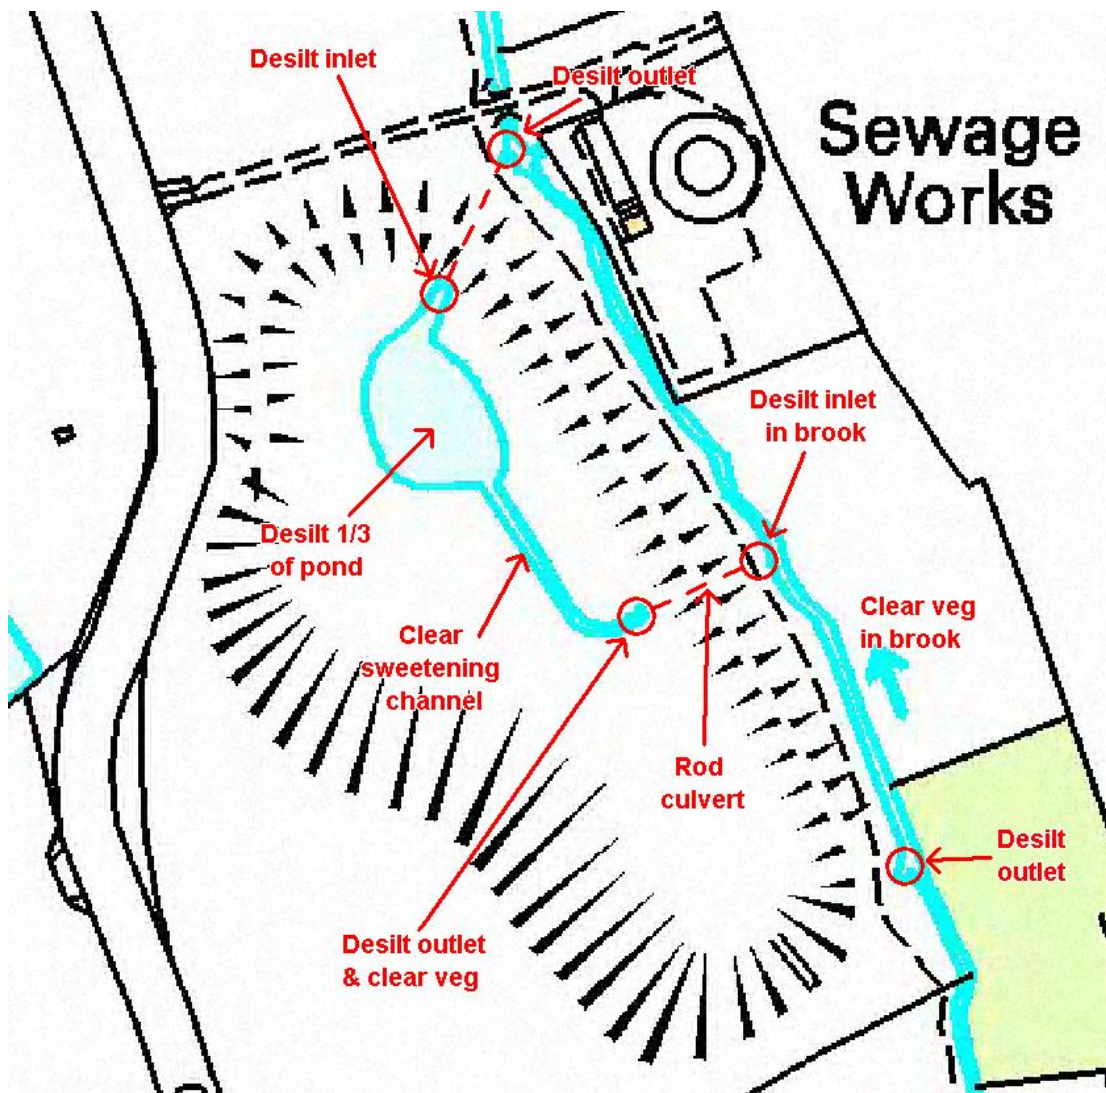 Desilt inlet
Desilt outlet
Sewage
Works
Desilt inlet
in brook
Desilt 1/3
of pond
Clear veg
in brook
Clear
sweetening
channel
Rod
culvert
Desilt
outlet
Desilt outlet
& clear veg